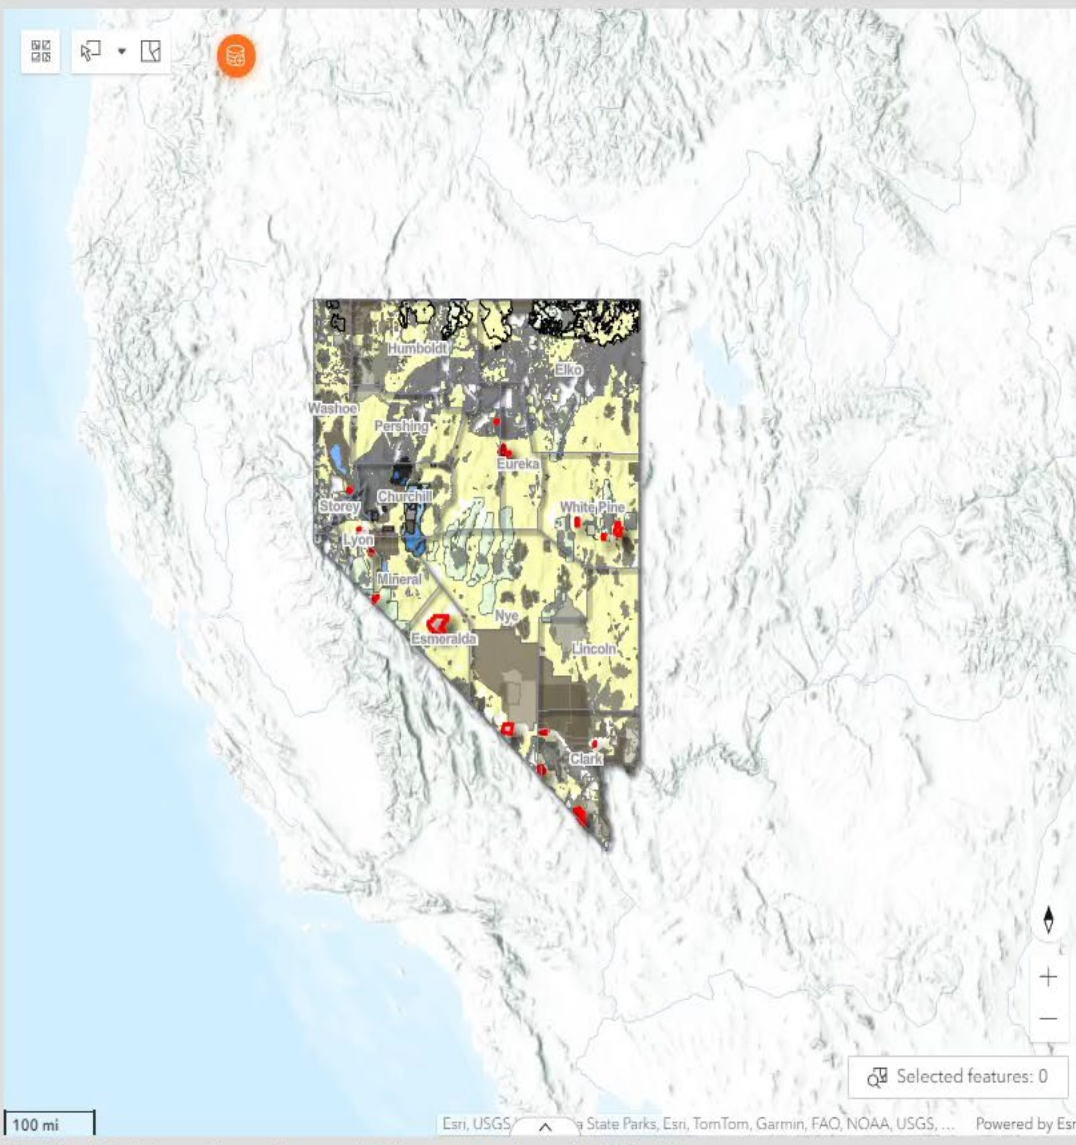 Humboldt
Elko
Washoe
Pershing
Eureka
Churchill
Storey
White Pine
Lyon
Mineral
Nye
Esmeralda
Lincoln
Clark
Selected features: 0
100 mi
Esri, USGS
a State Parks, Esri, TomTom, Garmin, FAO, NOAA, USGS, ...
Powered by Esr